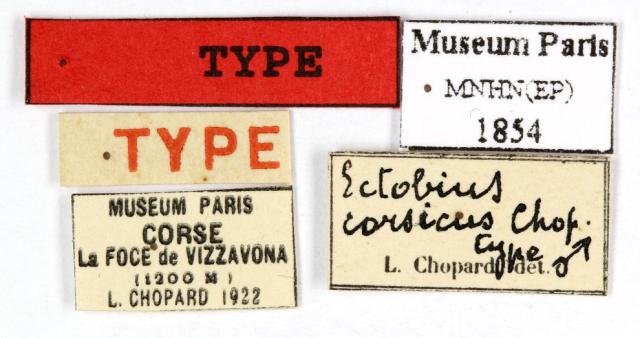 TYPE
Museum Paris
MNHN(EP)
1854
TYPE
MUSEUM PARIS
CORSE
La FOCE de VIZZAVONA
(1200 M)
L. CHOPARD 1922
Ectobius
corsicus Chop.
type ♂
L. Chopard det.